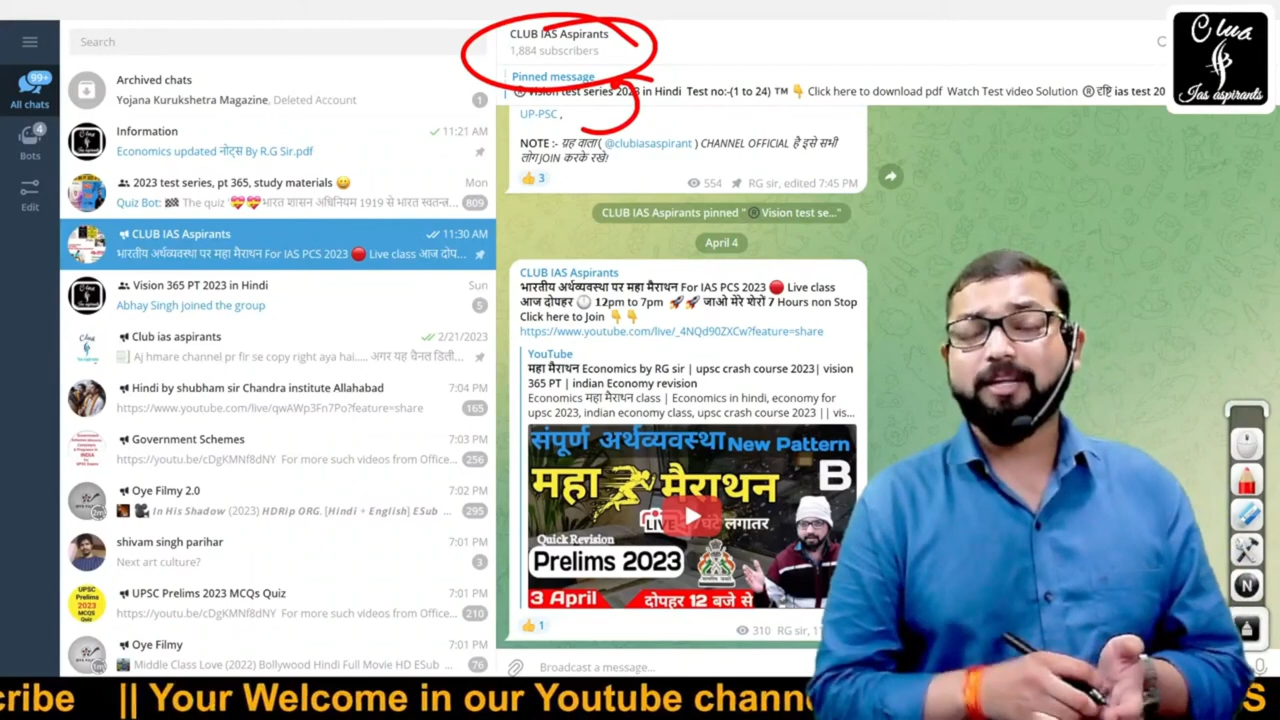 Search
99+
All chats
4
Bots
Edit
Archived chats
Yojana Kurukshetra Magazine, Deleted Account
1
Information
11:21 AM
Economics updated नोट्स By R.G Sir.pdf
2023 test series, pt 365, study materials 😀
Mon
Quiz Bot: 🏁 The quiz '💝💝भारत शासन अधिनियम 1919 से भारत स्वतन्त्र...
809
CLUB IAS Aspirants
11:30 AM
भारतीय अर्थव्यवस्था पर महा मैराथन For IAS PCS 2023 🔴 Live class आज दोप...
Vision 365 PT 2023 in Hindi
Sun
Abhay Singh joined the group
5
Club ias aspirants
2/21/2023
Aj hmare channel pr fir se copy right aya hai..... अगर यह चैनल डिली...
Hindi by shubham sir Chandra institute Allahabad
7:04 PM
https://www.youtube.com/live/qwAWp3Fn7Po?feature=share
165
Government Schemes
7:03 PM
https://youtu.be/cDgKMNf8dNY For more such videos from Office...
256
Oye Filmy 2.0
7:02 PM
In His Shadow (2023) HDRip ORG. [Hindi + English] ESub ...
295
shivam singh parihar
7:01 PM
Next art culture?
3
UPSC Prelims 2023 MCQs Quiz
UPSC Prelims 2023 MCQs Quiz
7:01 PM
https://youtu.be/cDgKMNf8dNY For more such videos from Office...
210
Oye Filmy
7:01 PM
Middle Class Love (2022) Bollywood Hindi Full Movie HD ESub ...
76
CLUB IAS Aspirants
1,884 subscribers
Pinned message
Vision test series 2023 in Hindi Test no:-(1 to 24) ™ 👇 Click here to download pdf Watch Test video Solution ® दृष्टि ias test 20
UP-PSC ,
NOTE :- यह वाला ( @clubiasaspirant ) CHANNEL OFFICIAL है इसे सभी
लोग JOIN करके रखे!
👍 3
554 RG sir, edited 7:45 PM
CLUB IAS Aspirants pinned " Vision test se..."
April 4
CLUB IAS Aspirants
भारतीय अर्थव्यवस्था पर महा मैराथन For IAS PCS 2023 🔴 Live class
आज दोपहर 🕛 12pm to 7pm 🚀🚀 जाओ मेरे शेरों 7 Hours non Stop
Click here to Join 👇 👇
https://www.youtube.com/live/_4NQd90ZXCw?feature=share
YouTube
महा मैराथन Economics by RG sir | upsc crash course 2023| vision
365 PT | indian Economy revision
Economics महा मैराथन class | Economics in hindi, economy for
upsc 2023, indian economy class, upsc crash course 2023 || vis...
संपूर्ण अर्थव्यवस्था New Pattern
B
महा मैराथन
LIVE घंटे लगातार
Quick Revision
Prelims 2023
3 April दोपहर 12 बजे से
👍 1
310 RG sir, 11
Broadcast a message...
Club
Ias aspirants
N
cribe || Your Welcome in our Youtube chann S